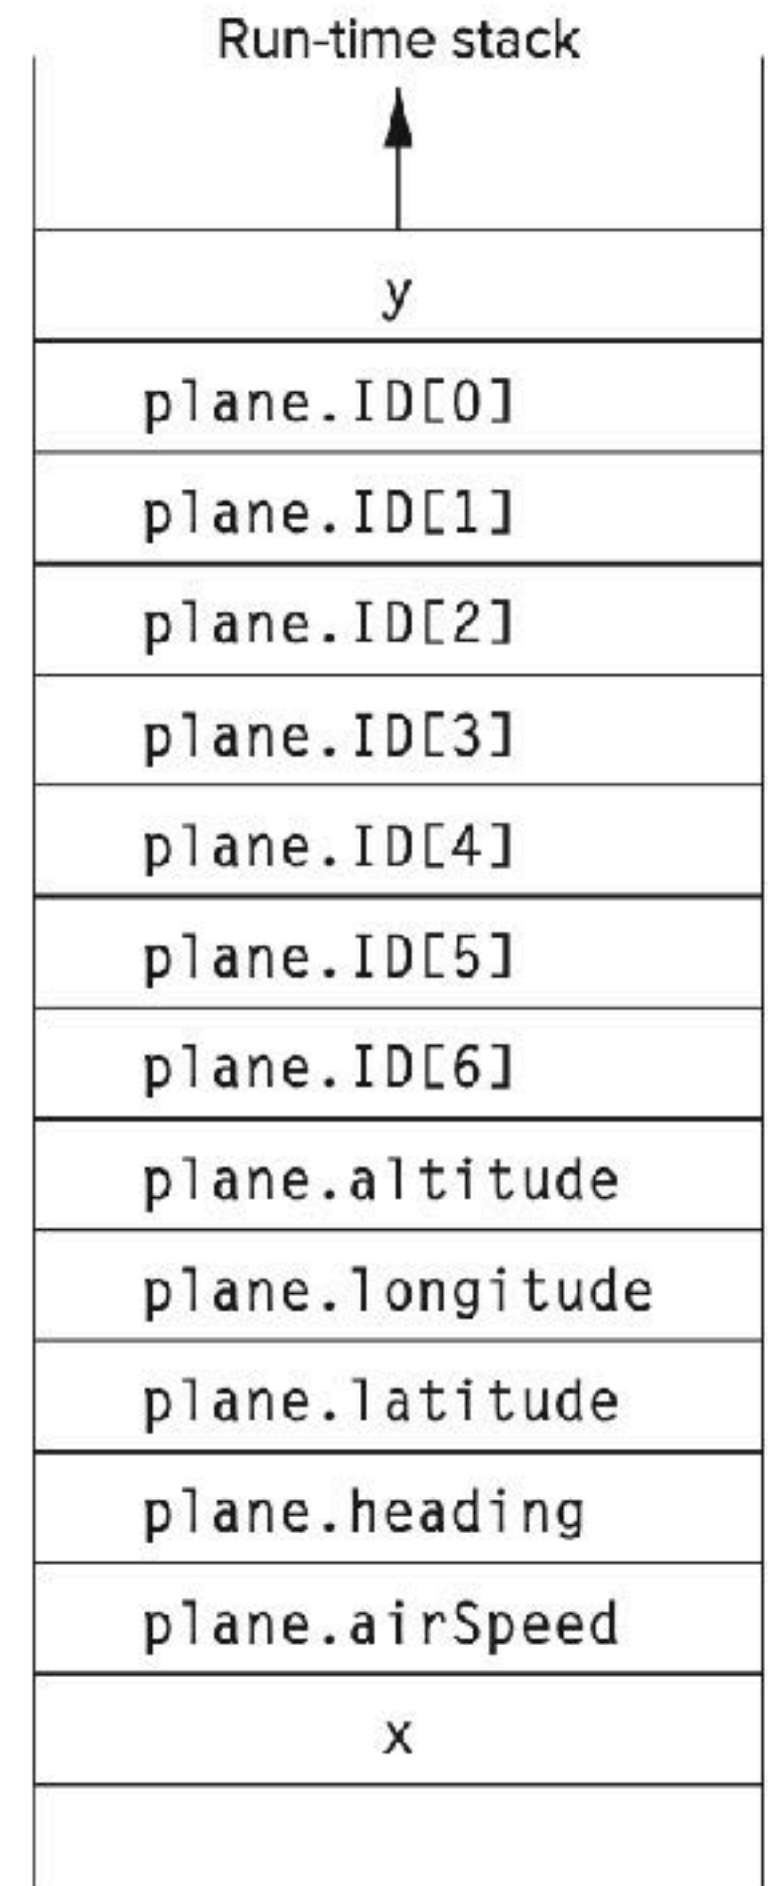 Run-time stack
y
plane.ID[0]
plane.ID[1]
plane.ID[2]
plane.ID[3]
plane.ID[4]
plane.ID[5]
plane.ID[6]
plane.altitude
plane.longitude
plane.latitude
plane.heading
plane.airSpeed
x